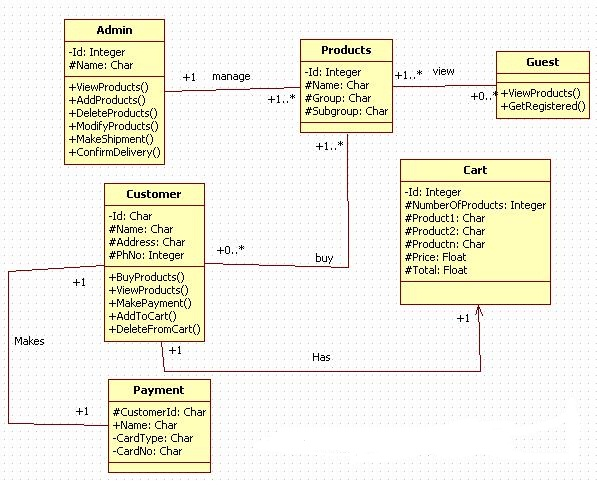 Admin
-Id: Integer
#Name: Char
+ViewProducts()
+AddProducts()
+DeleteProducts()
+ModifyProducts()
+MakeShipment()
+ConfirmDelivery()
+1
manage
+1..*
Products
-Id: Integer
#Name: Char
#Group: Char
#Subgroup: Char
+1..*
view
+0..*
Guest
+ViewProducts()
+GetRegistered()
+1..*
Customer
-Id: Char
#Name: Char
#Address: Char
#PhNo: Integer
+BuyProducts()
+ViewProducts()
+MakePayment()
+AddToCart()
+DeleteFromCart()
+0..*
buy
Cart
-Id: Integer
#NumberOfProducts: Integer
#Product1: Char
#Product2: Char
#Productn: Char
#Price: Float
#Total: Float
+1
+1
Has
+1
Makes
+1
Payment
#CustomerId: Char
+Name: Char
-CardType: Char
-CardNo: Char